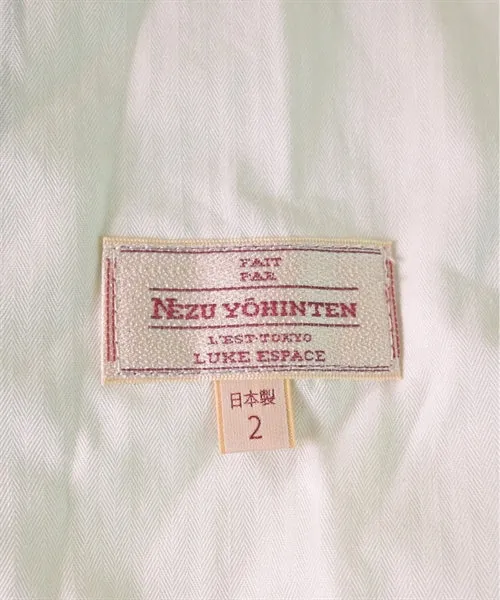 FAIT
PAR
NEZU YÔHINTEN
L'EST-TOKYO
LUKE ESPACE
日本製
2